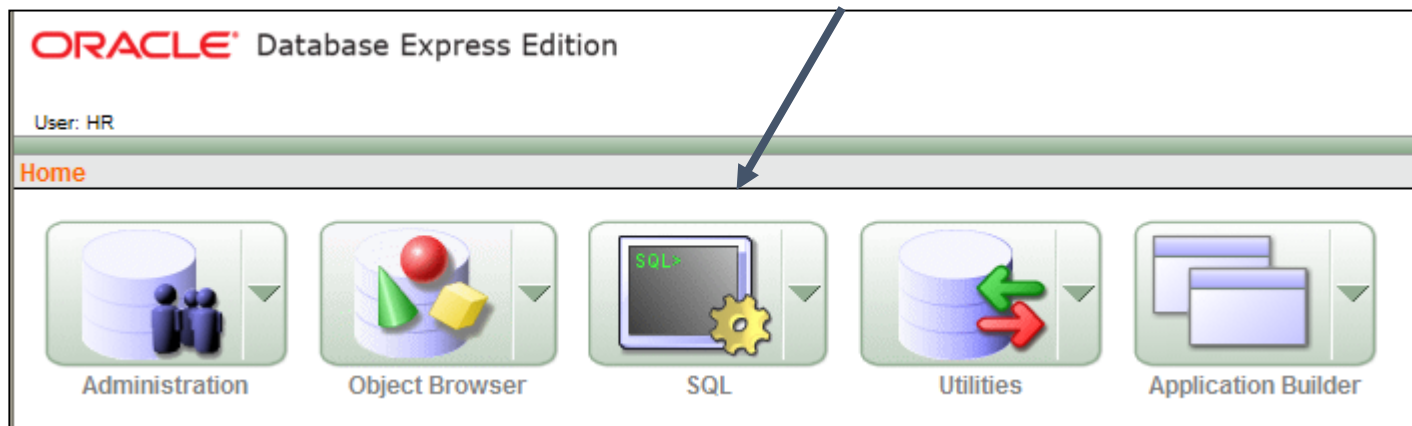 ORACLE Database Express Edition
User: HR
Home
SQL>
Administration
Object Browser
SQL
Utilities
Application Builder